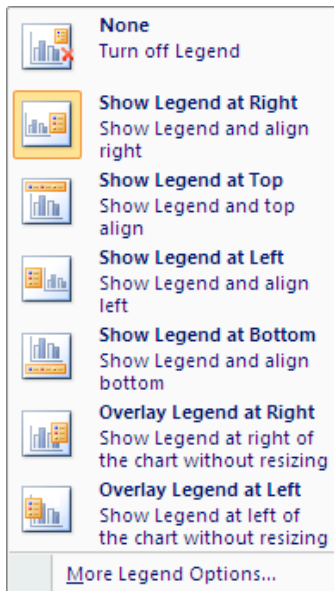 None
Turn off Legend
Show Legend at Right
Show Legend and align
right
Show Legend at Top
Show Legend and top
align
Show Legend at Left
Show Legend and align
left
Show Legend at Bottom
Show Legend and align
bottom
Overlay Legend at Right
Show Legend at right of
the chart without resizing
Overlay Legend at Left
Show Legend at left of
the chart without resizing
More Legend Options...